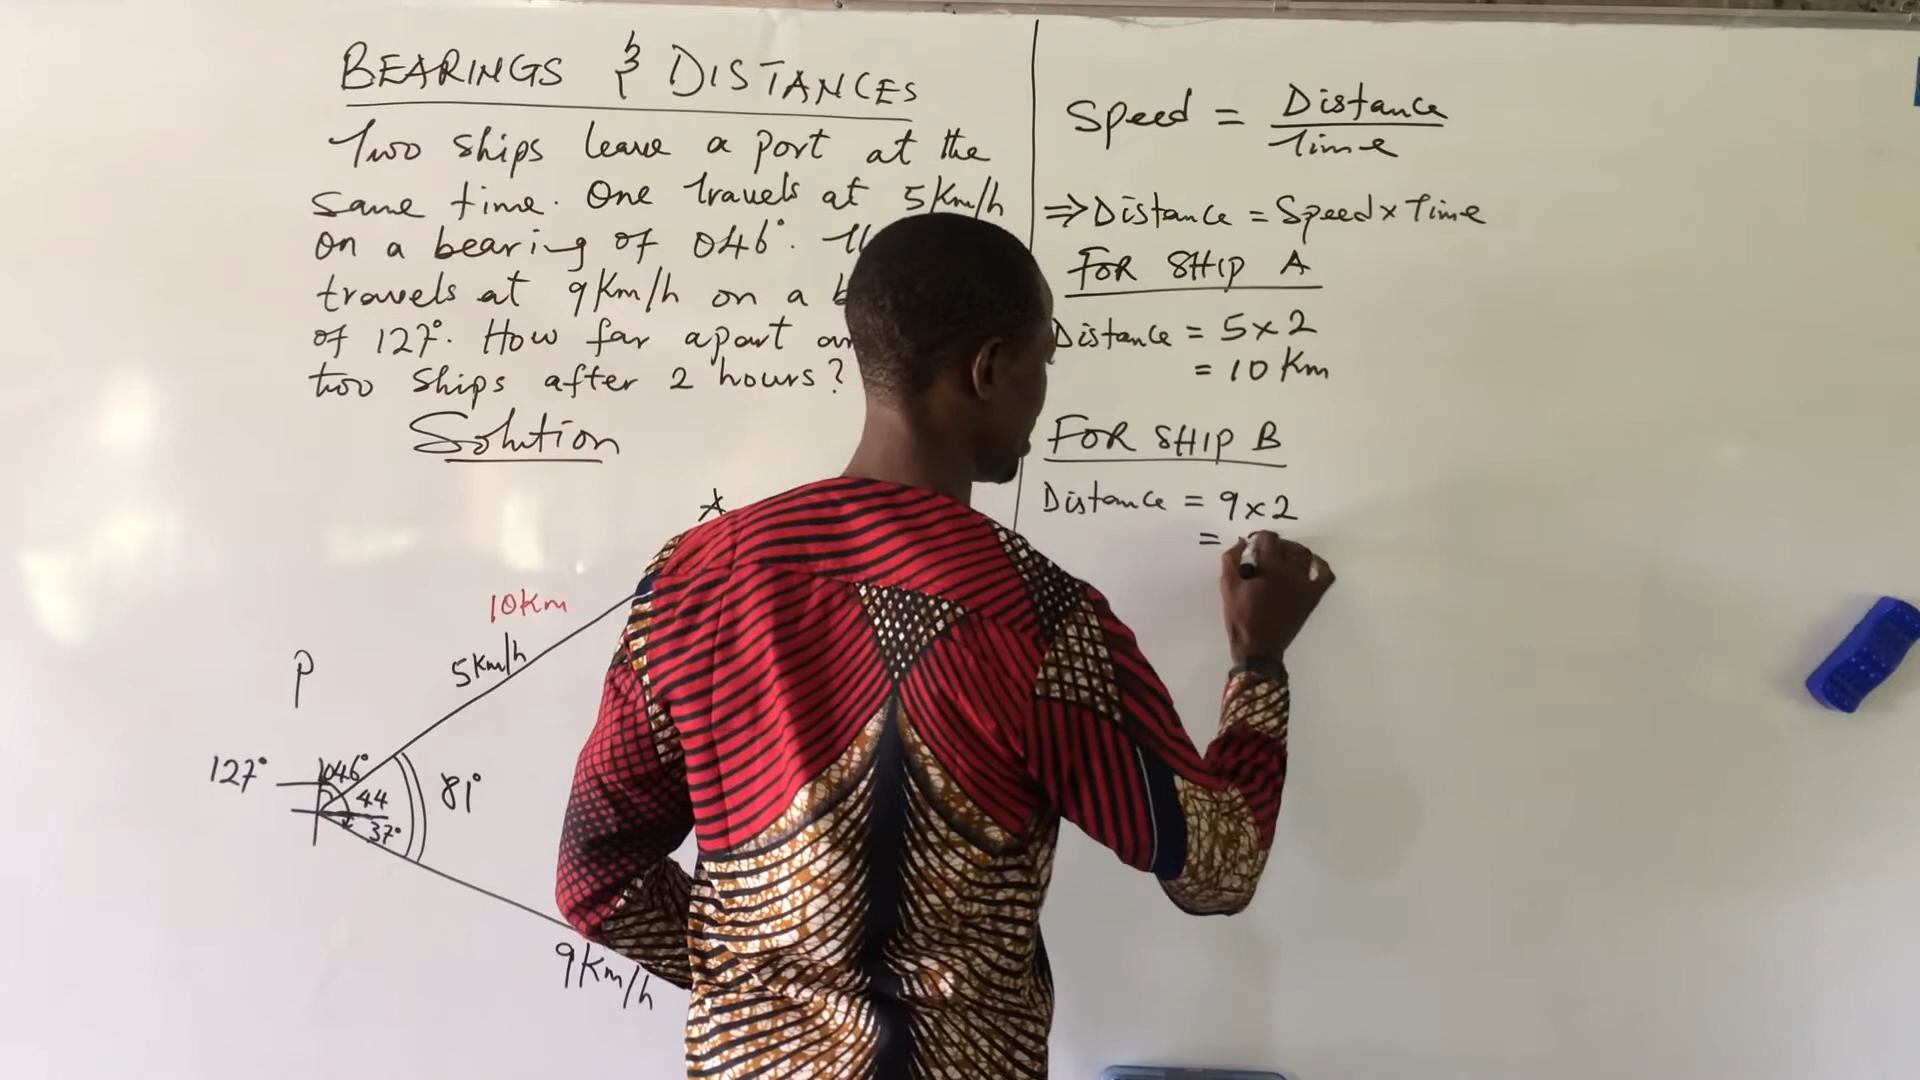 BEARINGS & DISTANCES
Two ships leave a port at the
same time. One travels at 5Km/h
on a bearing of 046°.
travels at 9Km/h on a
of 127°. How far apart
two ships after 2 hours?
Solution
A
10Km
5Km/h
P
127°
046°
44
37°
81°
9Km/h
Speed = Distance / Time
⇒ Distance = Speed × Time
FOR SHIP A
Distance = 5 × 2
= 10 Km
FOR SHIP B
Distance = 9 × 2
=